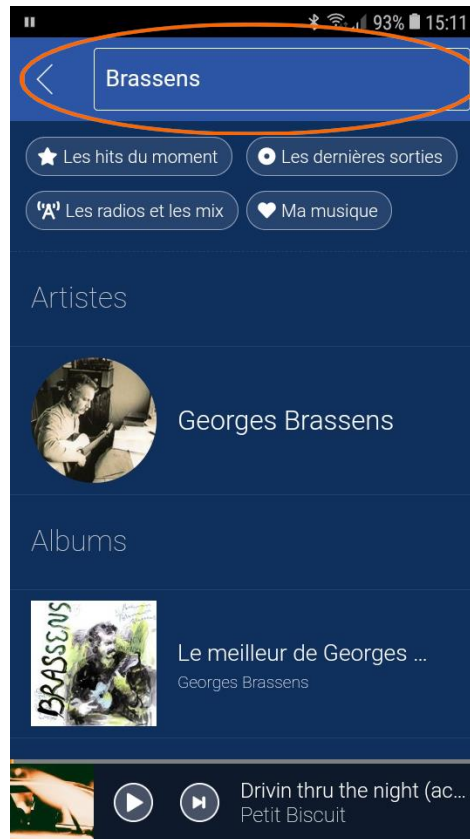 93% 15:11
Brassens
Les hits du moment
Les dernières sorties
Les radios et les mix
Ma musique
Artistes
Georges Brassens
Albums
BRASSENS
Le meilleur de Georges ...
Georges Brassens
Drivin thru the night (ac...
Petit Biscuit